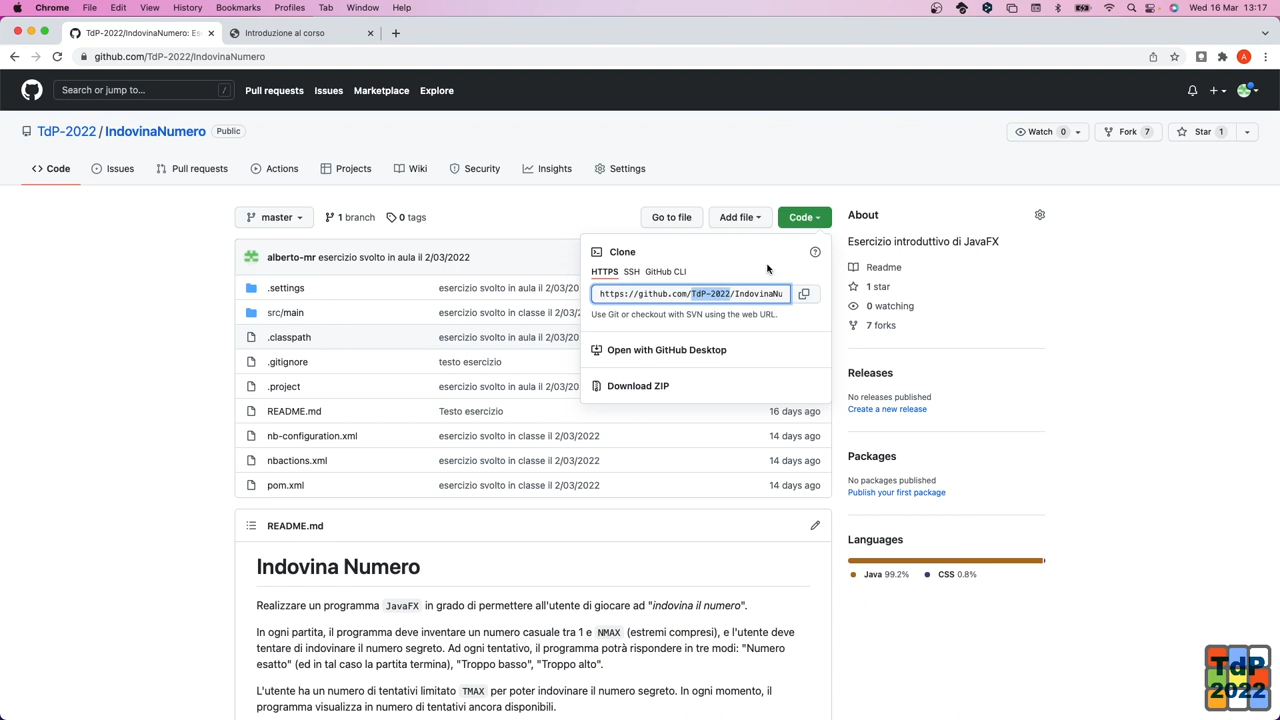 Chrome File Edit View History Bookmarks Profiles Tab Window Help Wed 16 Mar 13:17
TdP-2022/IndovinaNumero: Es Introduzione al corso
github.com/TdP-2022/IndovinaNumero A
Search or jump to... / Pull requests Issues Marketplace Explore
TdP-2022 / IndovinaNumero Public Watch 0 Fork 7 Star 1
Code Issues Pull requests Actions Projects Wiki Security Insights Settings
master 1 branch 0 tags Go to file Add file Code
alberto-mr esercizio svolto in aula il 2/03/2022
.settings esercizio svolto in aula il 2/03/20
src/main esercizio svolto in classe il 2/03/2
.classpath esercizio svolto in classe il 2/03/2
.gitignore testo esercizio
.project esercizio svolto in aula il 2/03/20
README.md Testo esercizio 16 days ago
nb-configuration.xml esercizio svolto in classe il 2/03/2022 14 days ago
nbactions.xml esercizio svolto in classe il 2/03/2022 14 days ago
pom.xml esercizio svolto in classe il 2/03/2022 14 days ago
Clone
HTTPS SSH GitHub CLI
https://github.com/TdP-2022/IndovinaNu
Use Git or checkout with SVN using the web URL.
Open with GitHub Desktop
Download ZIP
README.md
Indovina Numero
Realizzare un programma JavaFX in grado di permettere all'utente di giocare ad "indovina il numero".
In ogni partita, il programma deve inventare un numero casuale tra 1 e NMAX (estremi compresi), e l'utente deve
tentare di indovinare il numero segreto. Ad ogni tentativo, il programma potrà rispondere in tre modi: "Numero
esatto" (ed in tal caso la partita termina), "Troppo basso", "Troppo alto".
L'utente ha un numero di tentativi limitato TMAX per poter indovinare il numero segreto. In ogni momento, il
programma visualizza in numero di tentativi ancora disponibili.
About
Esercizio introduttivo di JavaFX
Readme
1 star
0 watching
7 forks
Releases
No releases published
Create a new release
Packages
No packages published
Publish your first package
Languages
Java 99.2% CSS 0.8%
TdP
2022